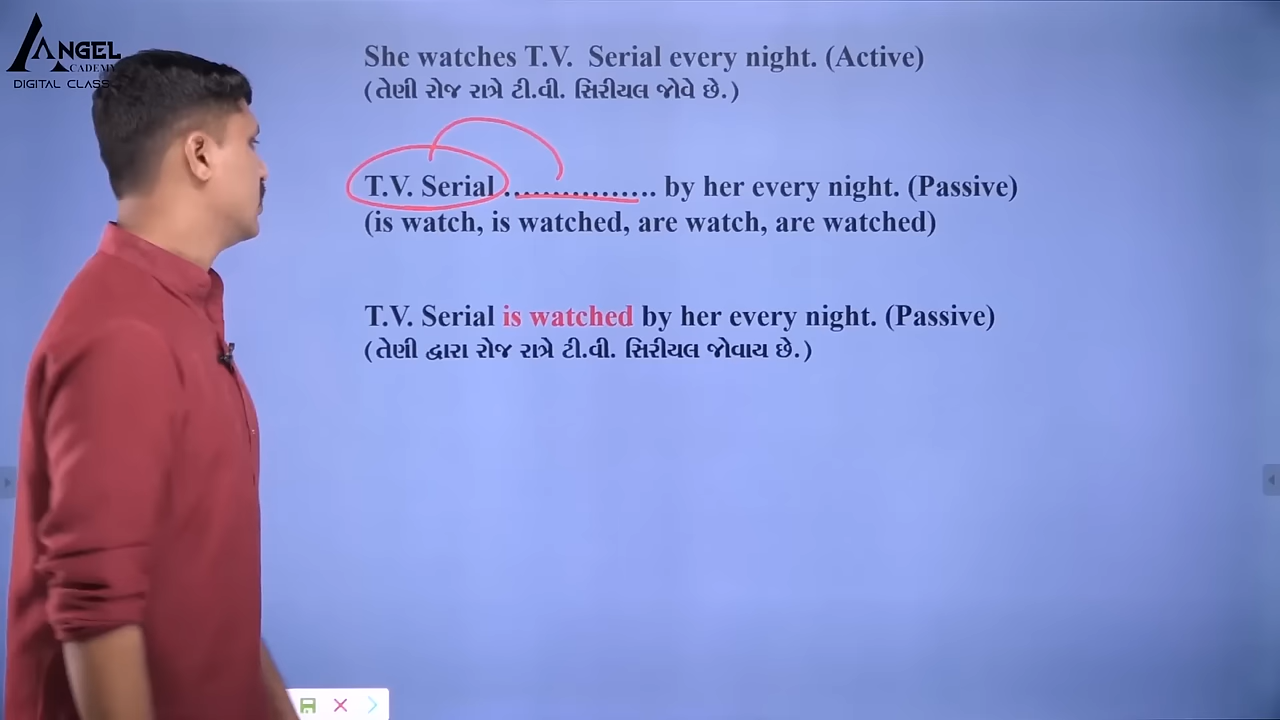 ANGEL
ACADEMY
DIGITAL CLASS
She watches T.V. Serial every night. (Active)
(તેણી રોજ રાત્રે ટી.વી. સિરીયલ જોવે છે.)
T.V. Serial ................ by her every night. (Passive)
(is watch, is watched, are watch, are watched)
T.V. Serial is watched by her every night. (Passive)
(તેણી દ્વારા રોજ રાત્રે ટી.વી. સિરીયલ જોવાય છે.)